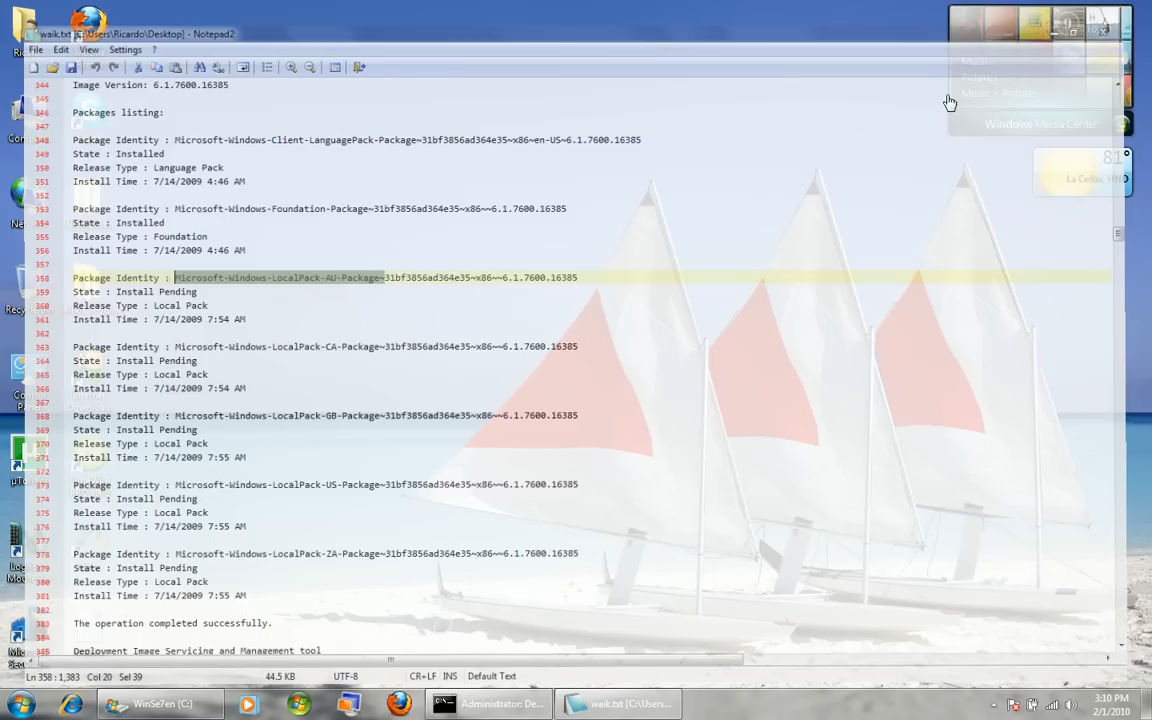 waik.txt [C:\Users\Ricardo\Desktop] - Notepad2
File Edit View Settings ?
344 Image Version: 6.1.7600.16385
345
346 Packages listing:
347
348 Package Identity : Microsoft-Windows-Client-LanguagePack-Package~31bf3856ad364e35~x86~en-US~6.1.7600.16385
349 State : Installed
350 Release Type : Language Pack
351 Install Time : 7/14/2009 4:46 AM
352
353 Package Identity : Microsoft-Windows-Foundation-Package~31bf3856ad364e35~x86~~6.1.7600.16385
354 State : Installed
355 Release Type : Foundation
356 Install Time : 7/14/2009 4:46 AM
357
358 Package Identity : Microsoft-Windows-LocalPack-AU-Package~31bf3856ad364e35~x86~~6.1.7600.16385
359 State : Install Pending
360 Release Type : Local Pack
361 Install Time : 7/14/2009 7:54 AM
362
363 Package Identity : Microsoft-Windows-LocalPack-CA-Package~31bf3856ad364e35~x86~~6.1.7600.16385
364 State : Install Pending
365 Release Type : Local Pack
366 Install Time : 7/14/2009 7:54 AM
367
368 Package Identity : Microsoft-Windows-LocalPack-GB-Package~31bf3856ad364e35~x86~~6.1.7600.16385
369 State : Install Pending
370 Release Type : Local Pack
371 Install Time : 7/14/2009 7:55 AM
372
373 Package Identity : Microsoft-Windows-LocalPack-US-Package~31bf3856ad364e35~x86~~6.1.7600.16385
374 State : Install Pending
375 Release Type : Local Pack
376 Install Time : 7/14/2009 7:55 AM
377
378 Package Identity : Microsoft-Windows-LocalPack-ZA-Package~31bf3856ad364e35~x86~~6.1.7600.16385
379 State : Install Pending
380 Release Type : Local Pack
381 Install Time : 7/14/2009 7:55 AM
382
383 The operation completed successfully.
384
385 Deployment Image Servicing and Management tool
Ln 358 : 1,383 Col 20 Sel 39 44.5 KB UTF-8 CR+LF INS Default Text
Music
Pictures
Music + Pictures
Windows Media Center
81°
La Ceiba, HND
WinSe7en (C:)
Administrator: De...
waik.txt [C:\Users...
3:10 PM
2/1/2010